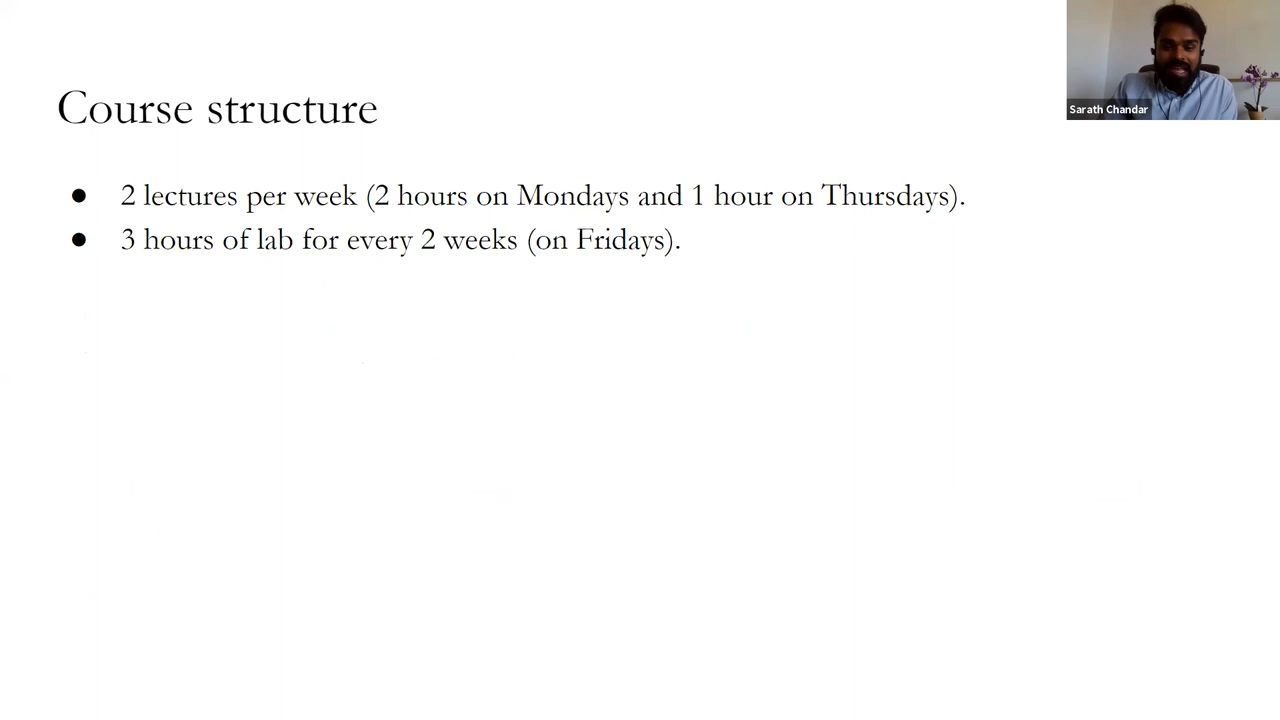 Sarath Chandar
Course structure
● 2 lectures per week (2 hours on Mondays and 1 hour on Thursdays).
● 3 hours of lab for every 2 weeks (on Fridays).